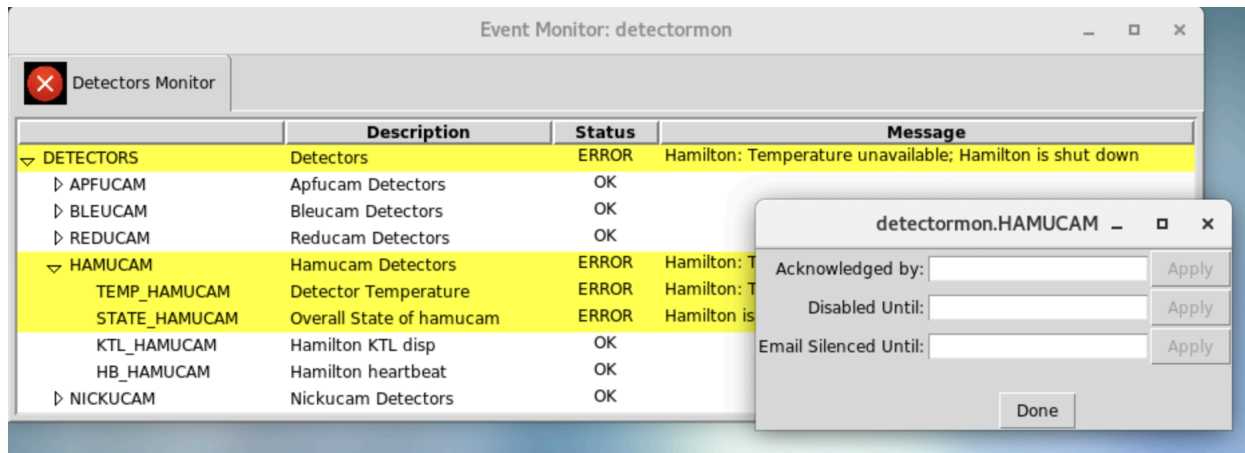 Event Monitor: detectormon
Detectors Monitor
Description Status Message
DETECTORS Detectors ERROR Hamilton: Temperature unavailable; Hamilton is shut down
APFUCAM Apfucam Detectors OK
BLEUCAM Bleucam Detectors OK
REDUCAM Reducam Detectors OK
HAMUCAM Hamucam Detectors ERROR Hamilton: T
TEMP_HAMUCAM Detector Temperature ERROR Hamilton: T
STATE_HAMUCAM Overall State of hamucam ERROR Hamilton is
KTL_HAMUCAM Hamilton KTL disp OK
HB_HAMUCAM Hamilton heartbeat OK
NICKUCAM Nickucam Detectors OK
detectormon.HAMUCAM
Acknowledged by: Apply
Disabled Until: Apply
Email Silenced Until: Apply
Done